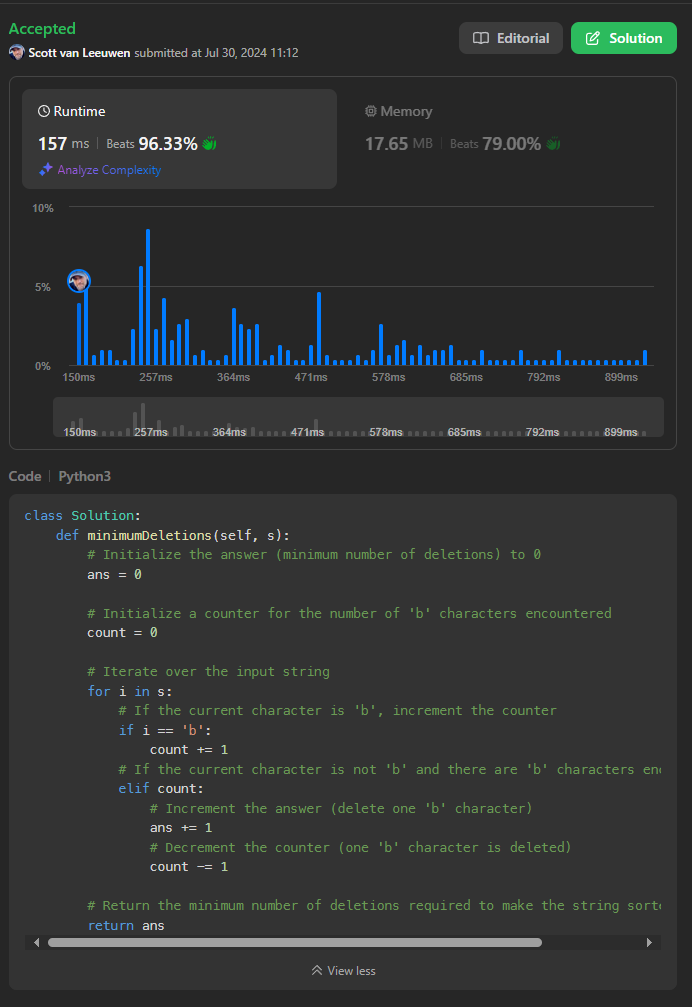 Accepted
Editorial
Solution
Scott van Leeuwen submitted at Jul 30, 2024 11:12
Runtime
157 ms | Beats 96.33%
Analyze Complexity
Memory
17.65 MB | Beats 79.00%
10%
5%
0%
150ms 257ms 364ms 471ms 578ms 685ms 792ms 899ms
150ms 257ms 364ms 471ms 578ms 685ms 792ms 899ms
Code | Python3
class Solution:
    def minimumDeletions(self, s):
        # Initialize the answer (minimum number of deletions) to 0
        ans = 0
        # Initialize a counter for the number of 'b' characters encountered
        count = 0
        # Iterate over the input string
        for i in s:
            # If the current character is 'b', increment the counter
            if i == 'b':
                count += 1
            # If the current character is not 'b' and there are 'b' characters
            elif count:
                # Increment the answer (delete one 'b' character)
                ans += 1
                # Decrement the counter (one 'b' character is deleted)
                count -= 1
        # Return the minimum number of deletions required to make the string
        return ans
View less